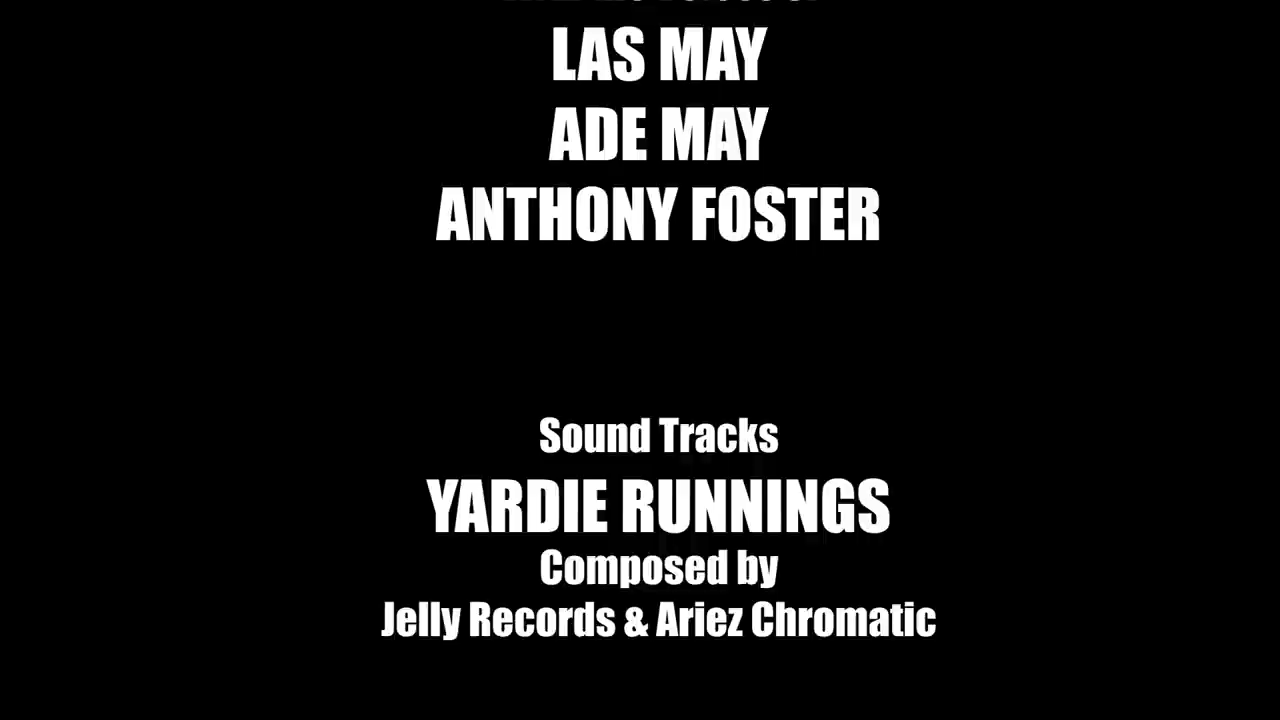 LAS MAY
ADE MAY
ANTHONY FOSTER
Sound Tracks
YARDIE RUNNINGS
Composed by
Jelly Records & Ariez Chromatic